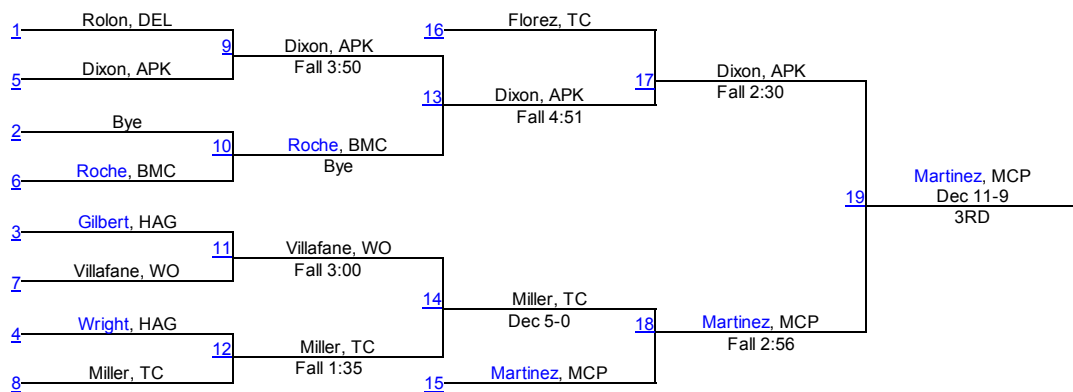 Rolon, DEL
1
9
Dixon, APK
5
Dixon, APK
Fall 3:50
Bye
2
10
Roche, BMC
6
Roche, BMC
Bye
13
Dixon, APK
Fall 4:51
Florez, TC
16
17
Dixon, APK
Fall 2:30
Gilbert, HAG
3
11
Villafane, WO
7
Villafane, WO
Fall 3:00
Wright, HAG
4
12
Miller, TC
8
Miller, TC
Fall 1:35
14
Miller, TC
Dec 5-0
15
Martinez, MCP
18
Martinez, MCP
Fall 2:56
19
Martinez, MCP
Dec 11-9
3RD